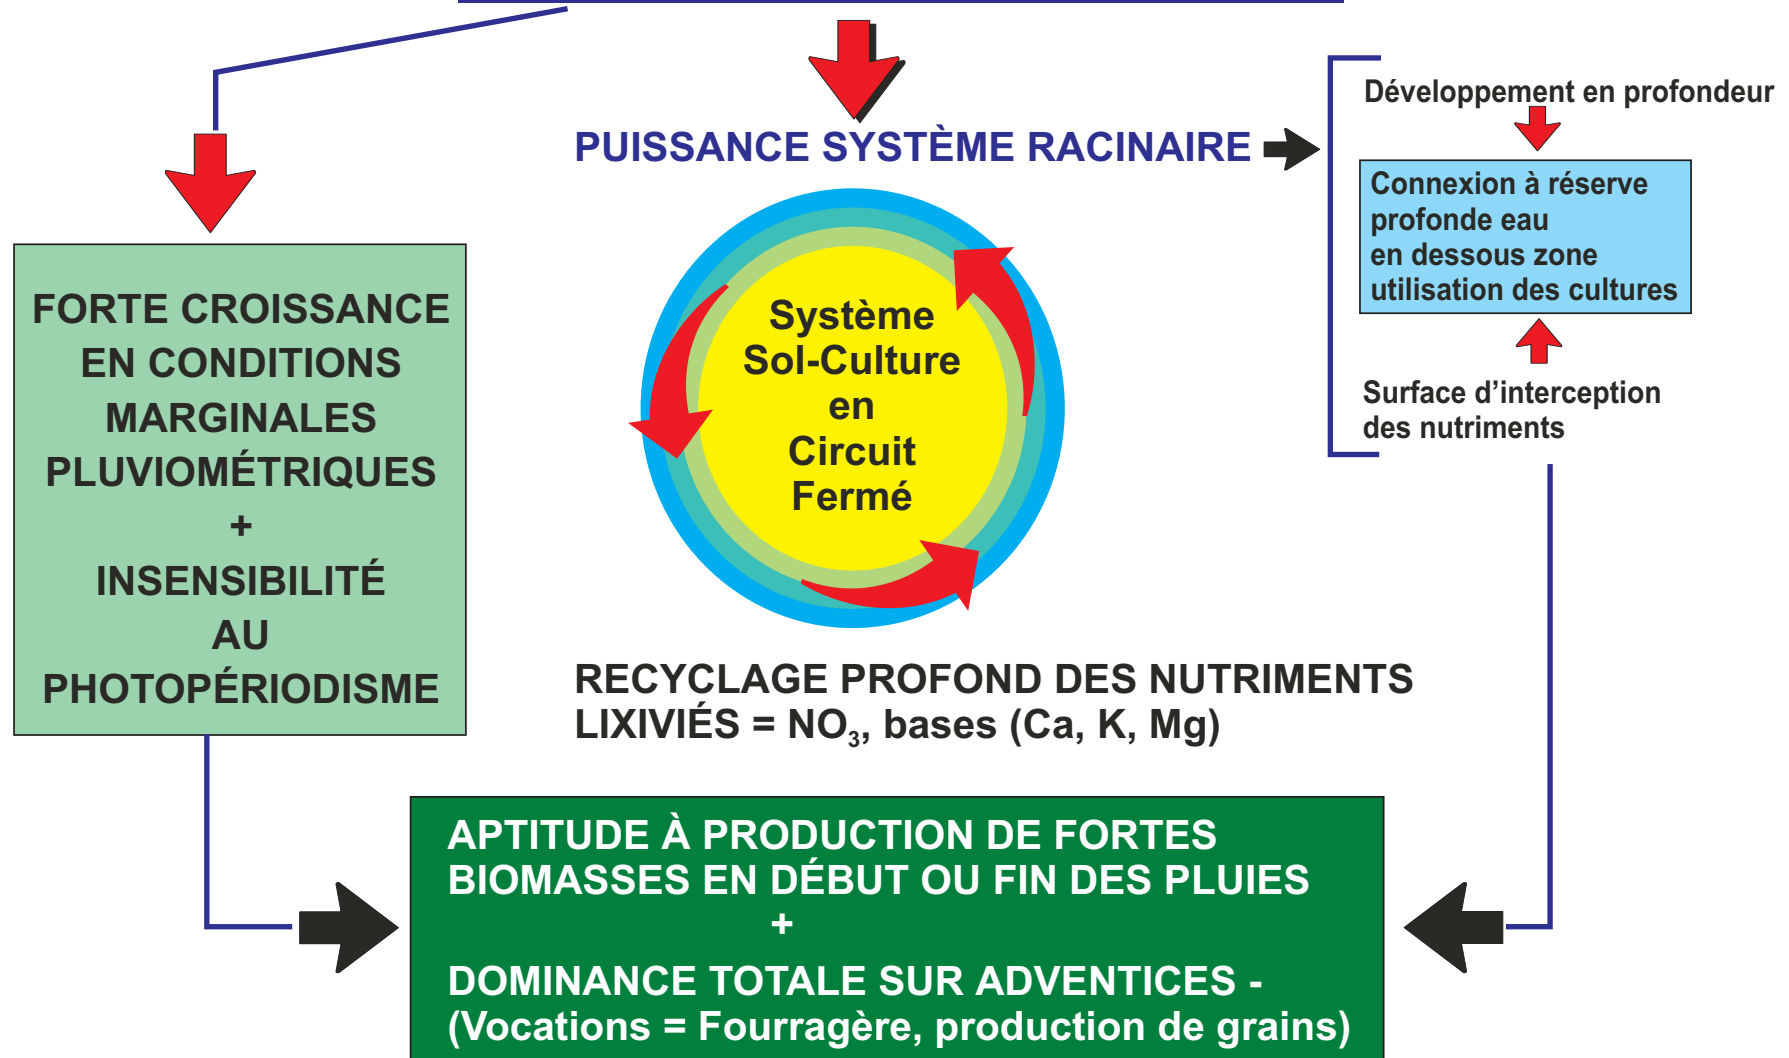 PUISSANCE SYSTÈME RACINAIRE
Développement en profondeur
Connexion à réserve
profonde eau
en dessous zone
utilisation des cultures
Surface d’interception
des nutriments
FORTE CROISSANCE
EN CONDITIONS
MARGINALES
PLUVIOMÉTRIQUES
+
INSENSIBILITÉ
AU
PHOTOPÉRIODISME
Système
Sol-Culture
en
Circuit
Fermé
RECYCLAGE PROFOND DES NUTRIMENTS
LIXIVIÉS = NO₃, bases (Ca, K, Mg)
APTITUDE À PRODUCTION DE FORTES
BIOMASSES EN DÉBUT OU FIN DES PLUIES
+
DOMINANCE TOTALE SUR ADVENTICES -
(Vocations = Fourragère, production de grains)